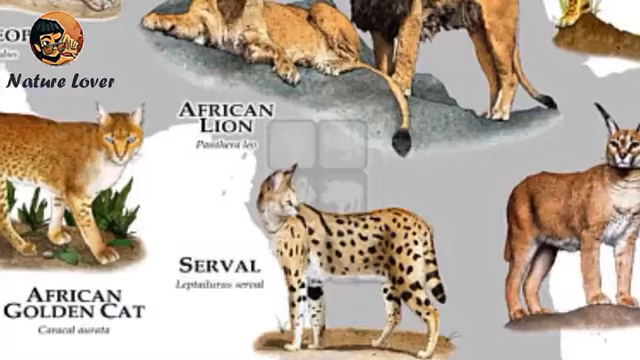 Nature Lover
AFRICAN
LION
Panthera leo
SERVAL
Leptailurus serval
AFRICAN
GOLDEN CAT
Caracal aurata